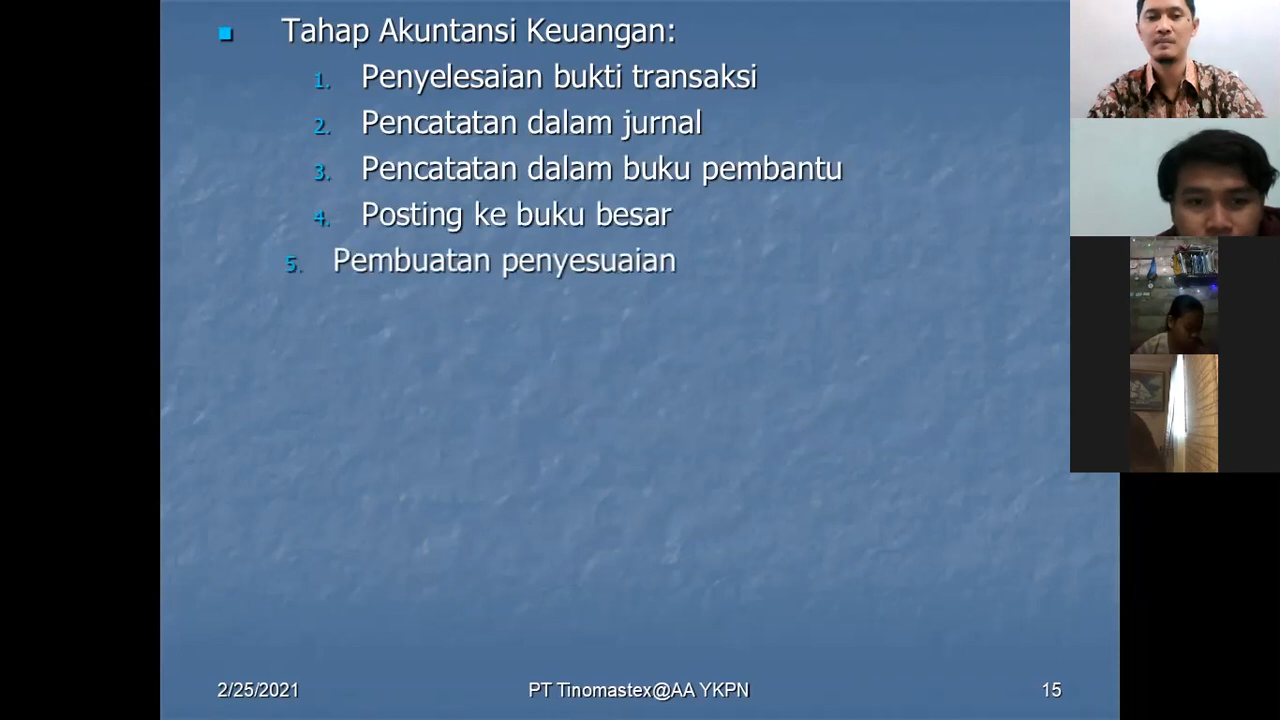 Tahap Akuntansi Keuangan:
1. Penyelesaian bukti transaksi
2. Pencatatan dalam jurnal
3. Pencatatan dalam buku pembantu
4. Posting ke buku besar
5. Pembuatan penyesuaian
2/25/2021
PT Tinomastex@AA YKPN
15